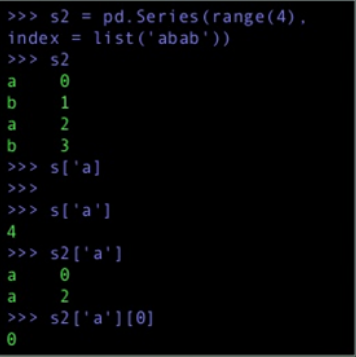 >>> s2 = pd.Series(range(4),
index = list('abab'))
>>> s2
a    0
b    1
a    2
b    3
>>> s['a]
>>>
>>> s['a']
4
>>> s2['a']
a    0
a    2
>>> s2['a'][0]
0